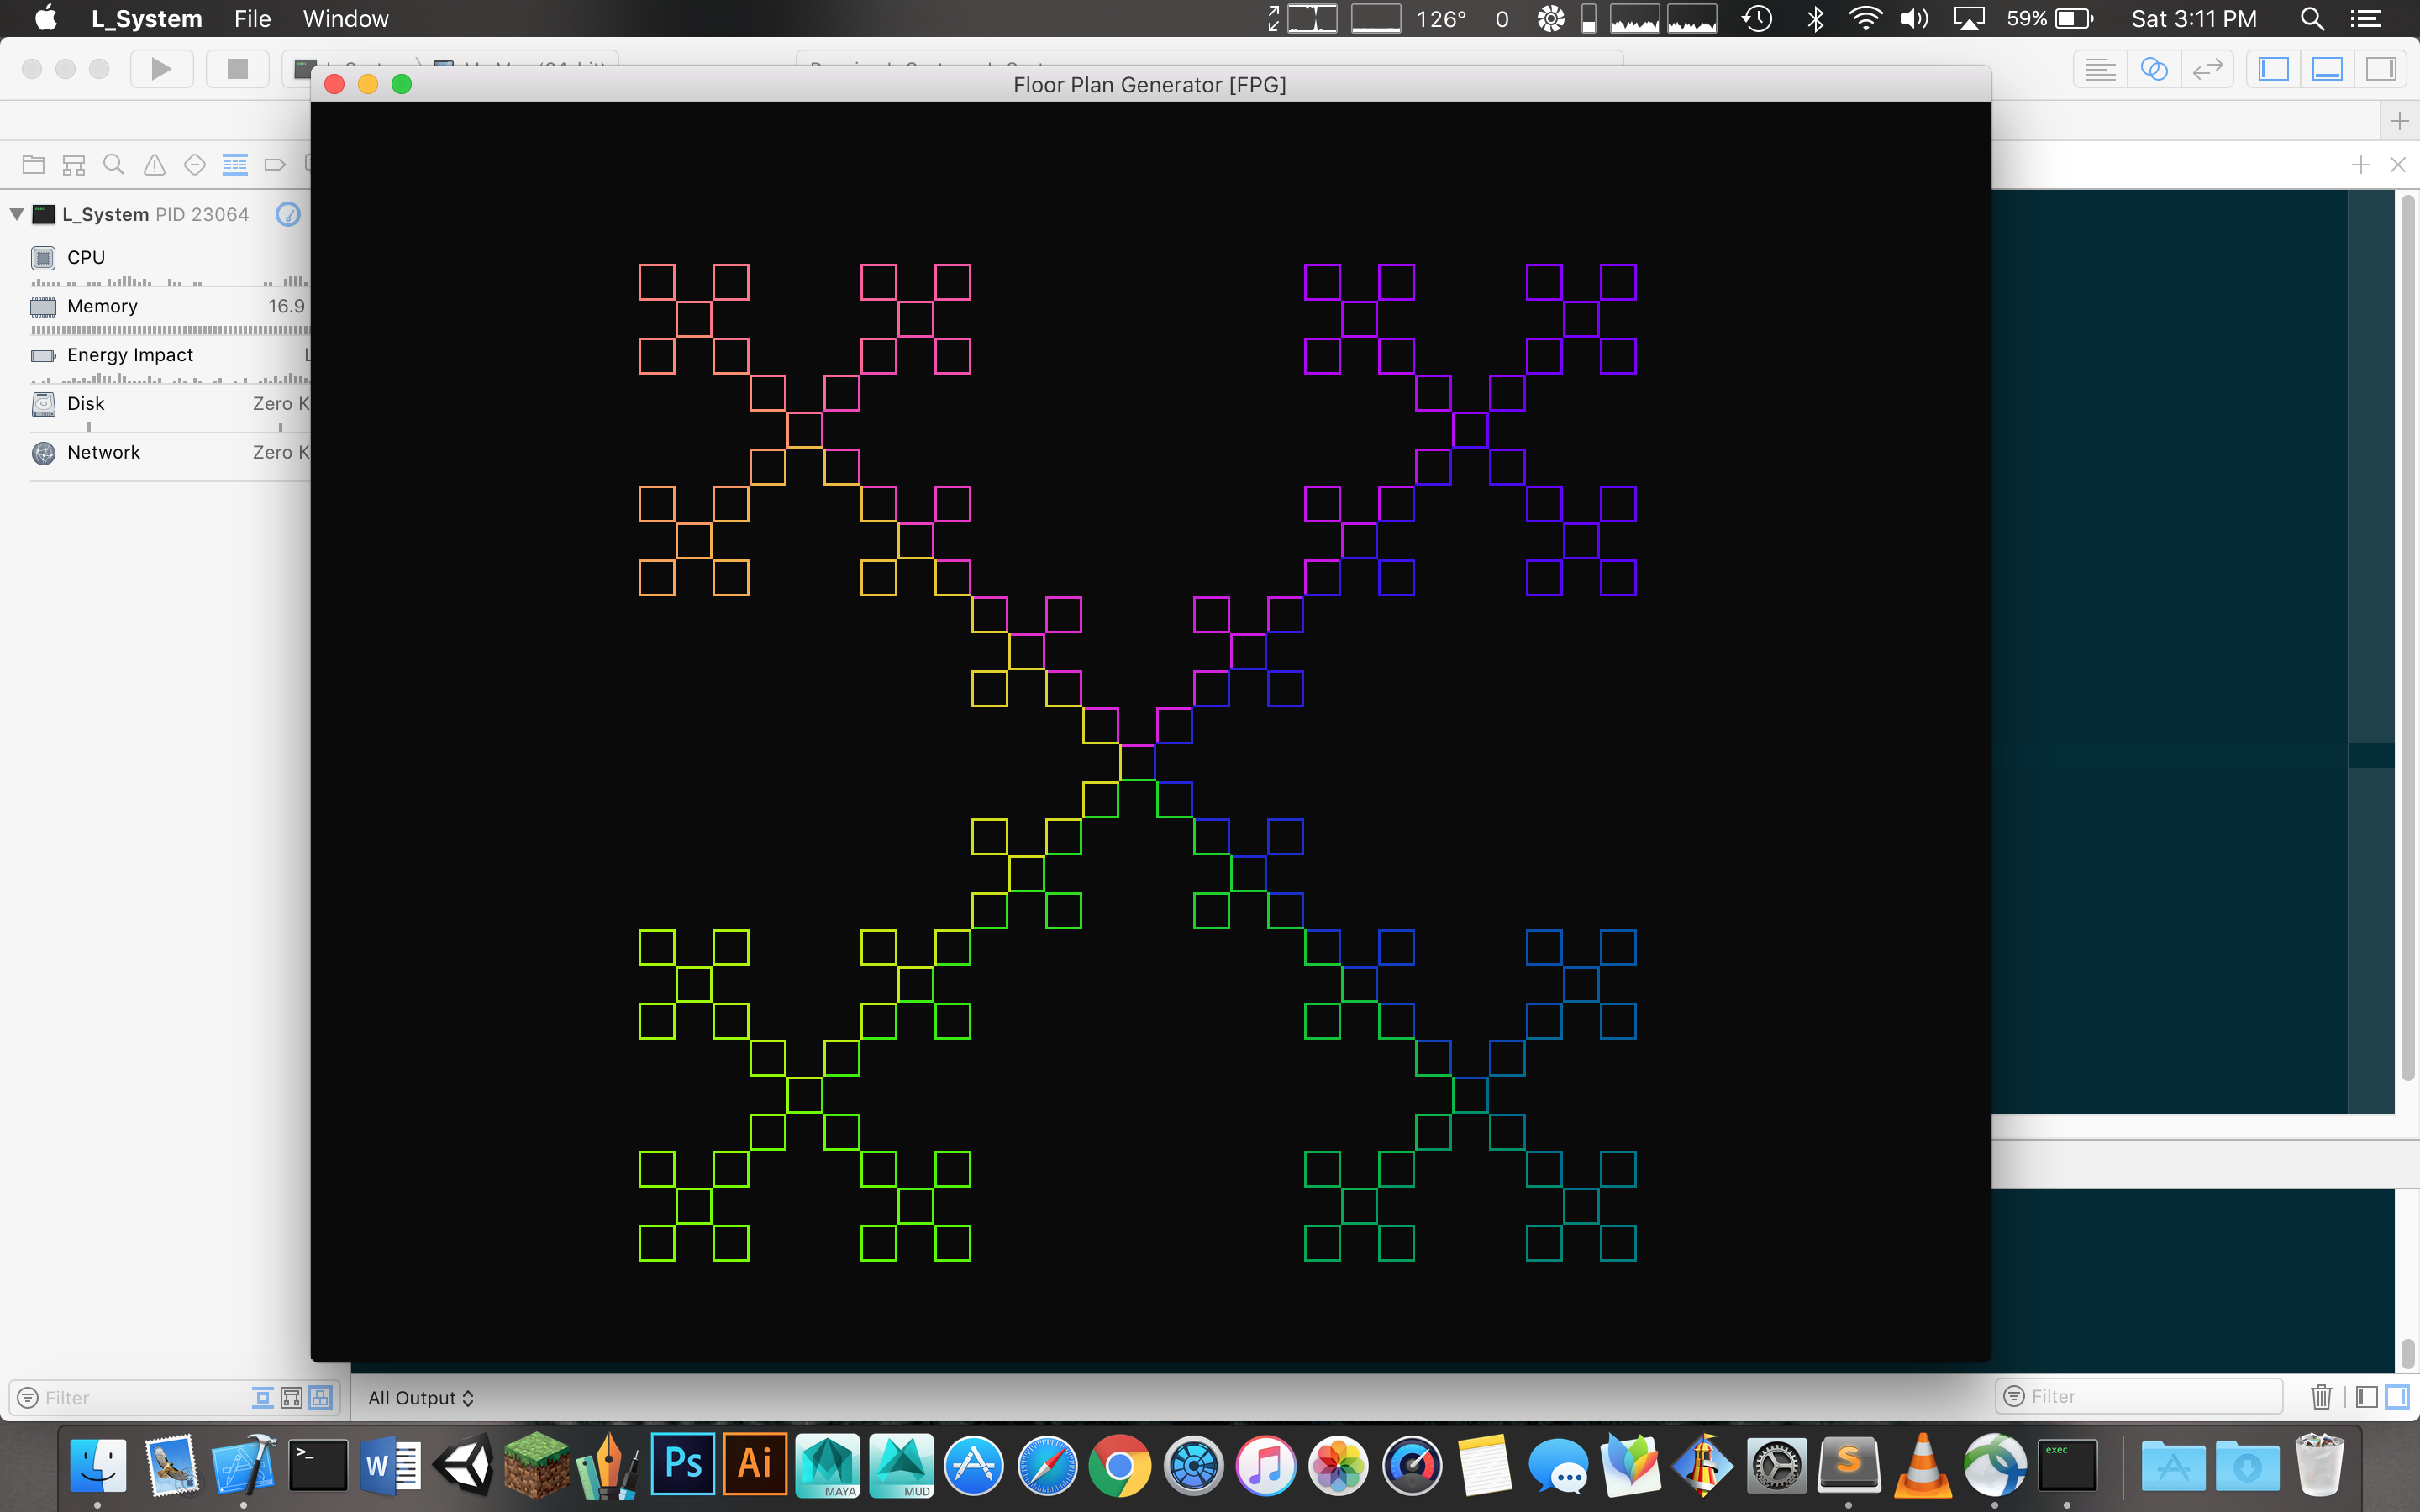 L_System File Window 126° 0 59% Sat 3:11 PM
Floor Plan Generator [FPG]
L_System PID 23064
CPU
Memory 16.9
Energy Impact L
Disk Zero K
Network Zero K
Filter
All Output
Filter
>_ W Ps Ai MAYA MUD S exec